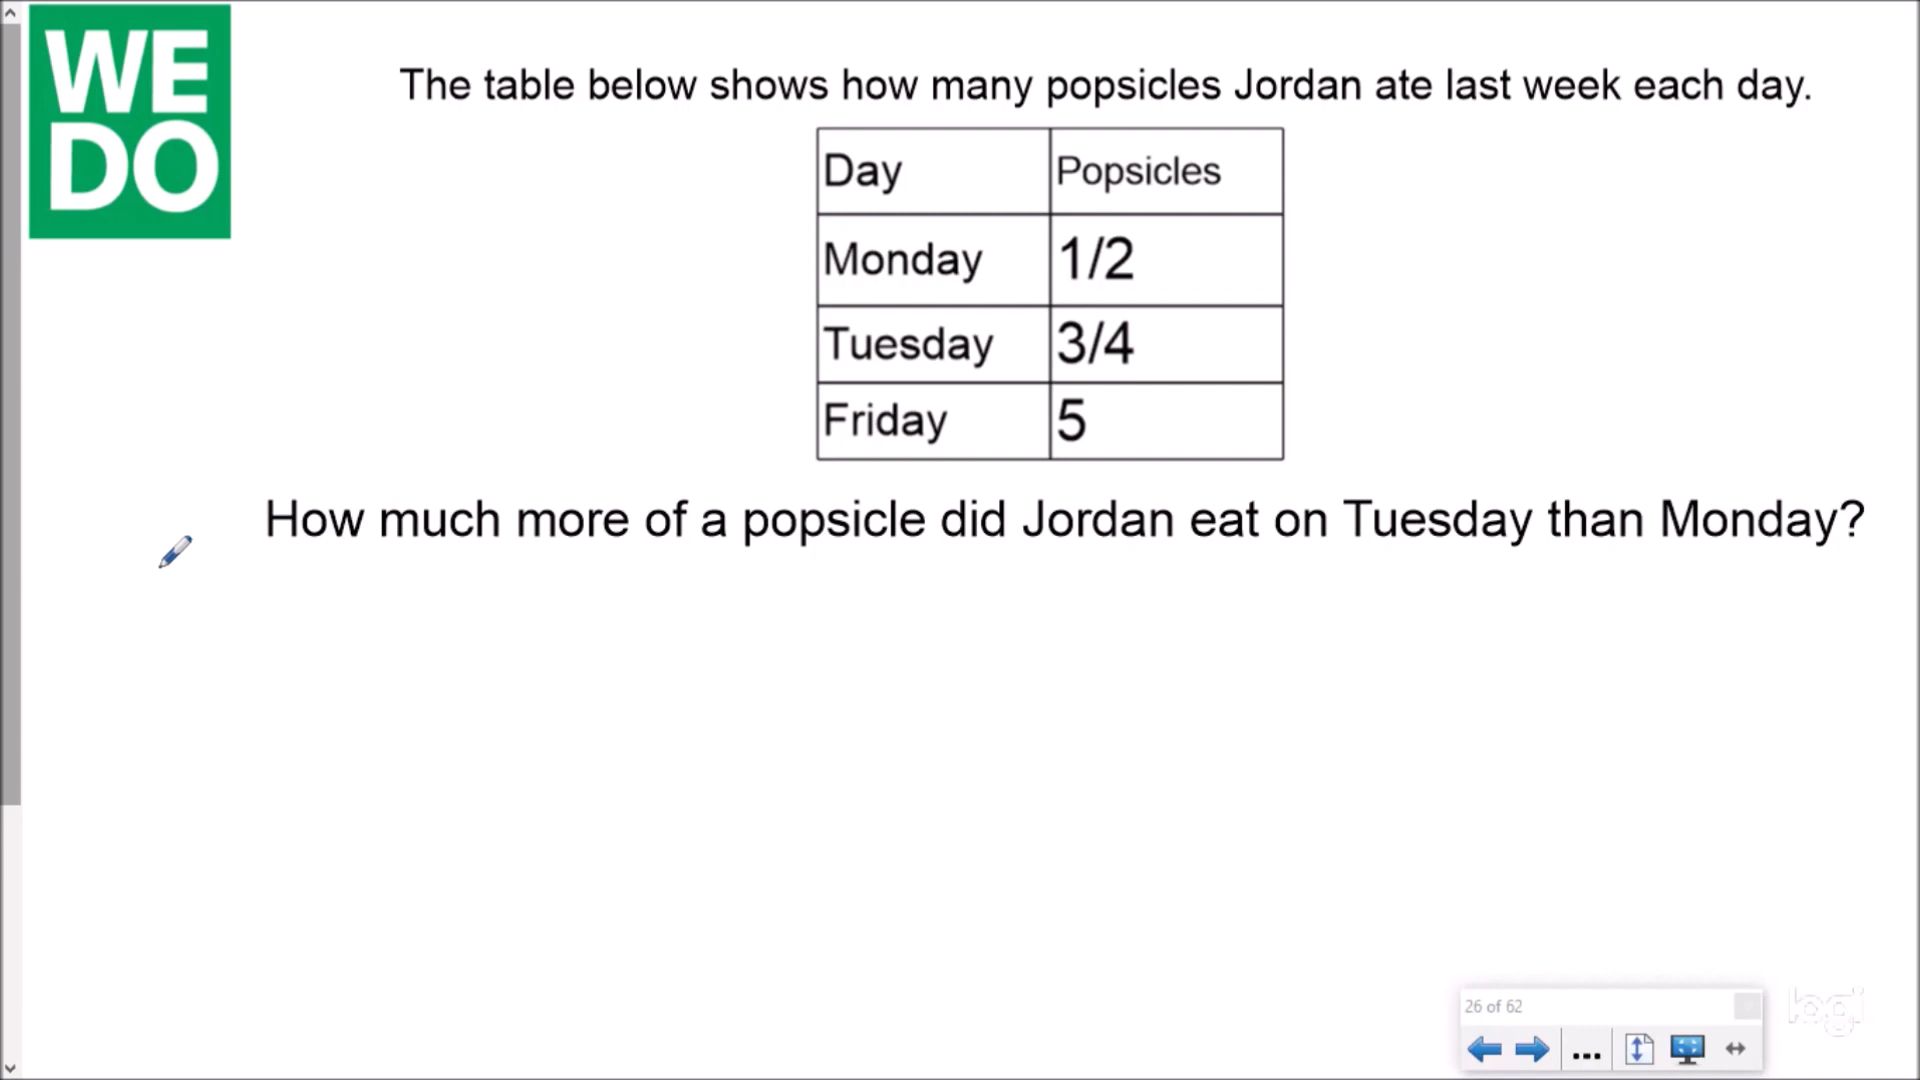 WE
DO
The table below shows how many popsicles Jordan ate last week each day.
Day Popsicles
Monday 1/2
Tuesday 3/4
Friday 5
How much more of a popsicle did Jordan eat on Tuesday than Monday?
26 of 62
...
logi